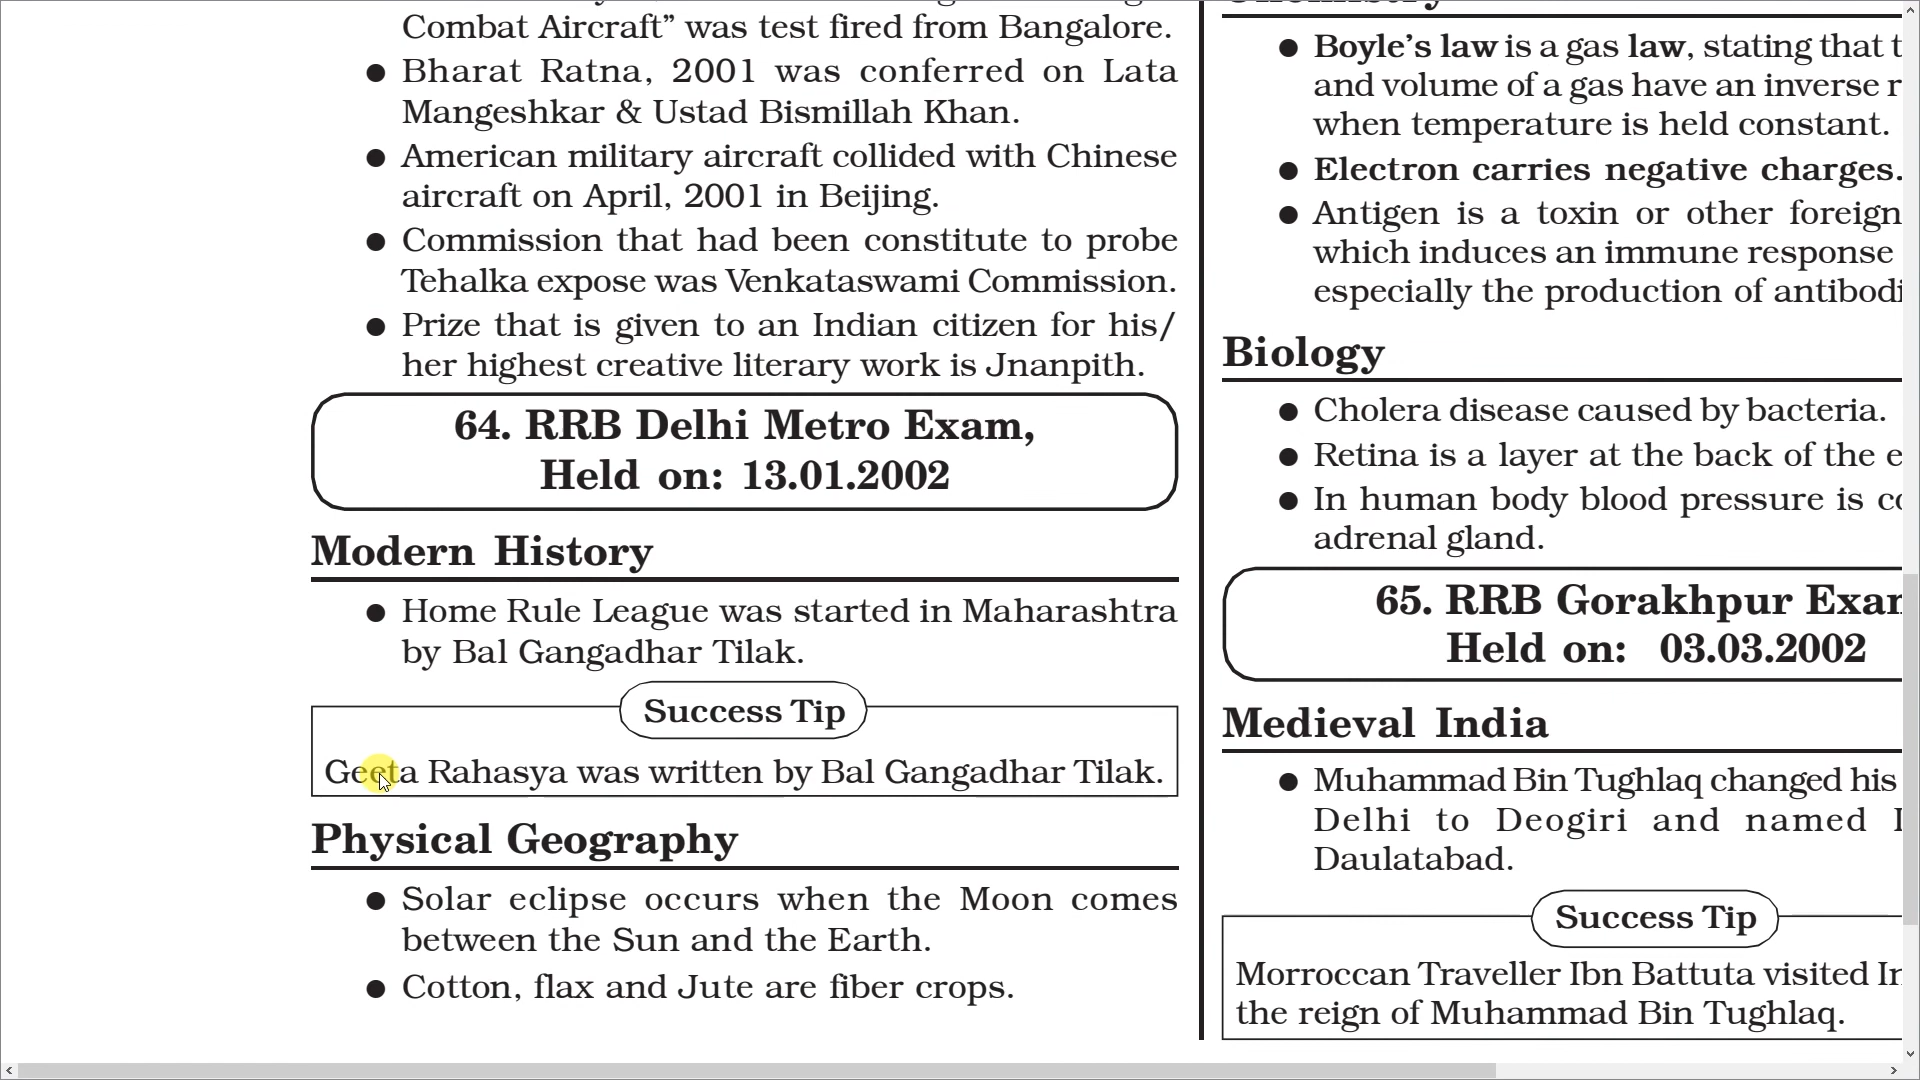 Combat Aircraft” was test fired from Bangalore.
● Bharat Ratna, 2001 was conferred on Lata
Mangeshkar & Ustad Bismillah Khan.
● American military aircraft collided with Chinese
aircraft on April, 2001 in Beijing.
● Commission that had been constitute to probe
Tehalka expose was Venkataswami Commission.
● Prize that is given to an Indian citizen for his/
her highest creative literary work is Jnanpith.
64. RRB Delhi Metro Exam,
Held on: 13.01.2002
Modern History
● Home Rule League was started in Maharashtra
by Bal Gangadhar Tilak.
Success Tip
Geeta Rahasya was written by Bal Gangadhar Tilak.
Physical Geography
● Solar eclipse occurs when the Moon comes
between the Sun and the Earth.
● Cotton, flax and Jute are fiber crops.
● Boyle’s law is a gas law, stating that
and volume of a gas have an inverse
when temperature is held constant.
● Electron carries negative charges.
● Antigen is a toxin or other foreign
which induces an immune response
especially the production of
Biology
● Cholera disease caused by bacteria.
● Retina is a layer at the back of the
● In human body blood pressure is
adrenal gland.
65. RRB Gorakhpur
Held on: 03.03.2002
Medieval India
● Muhammad Bin Tughlaq changed his
Delhi to Deogiri and named
Daulatabad.
Success Tip
Morroccan Traveller Ibn Battuta visited
the reign of Muhammad Bin Tughlaq.